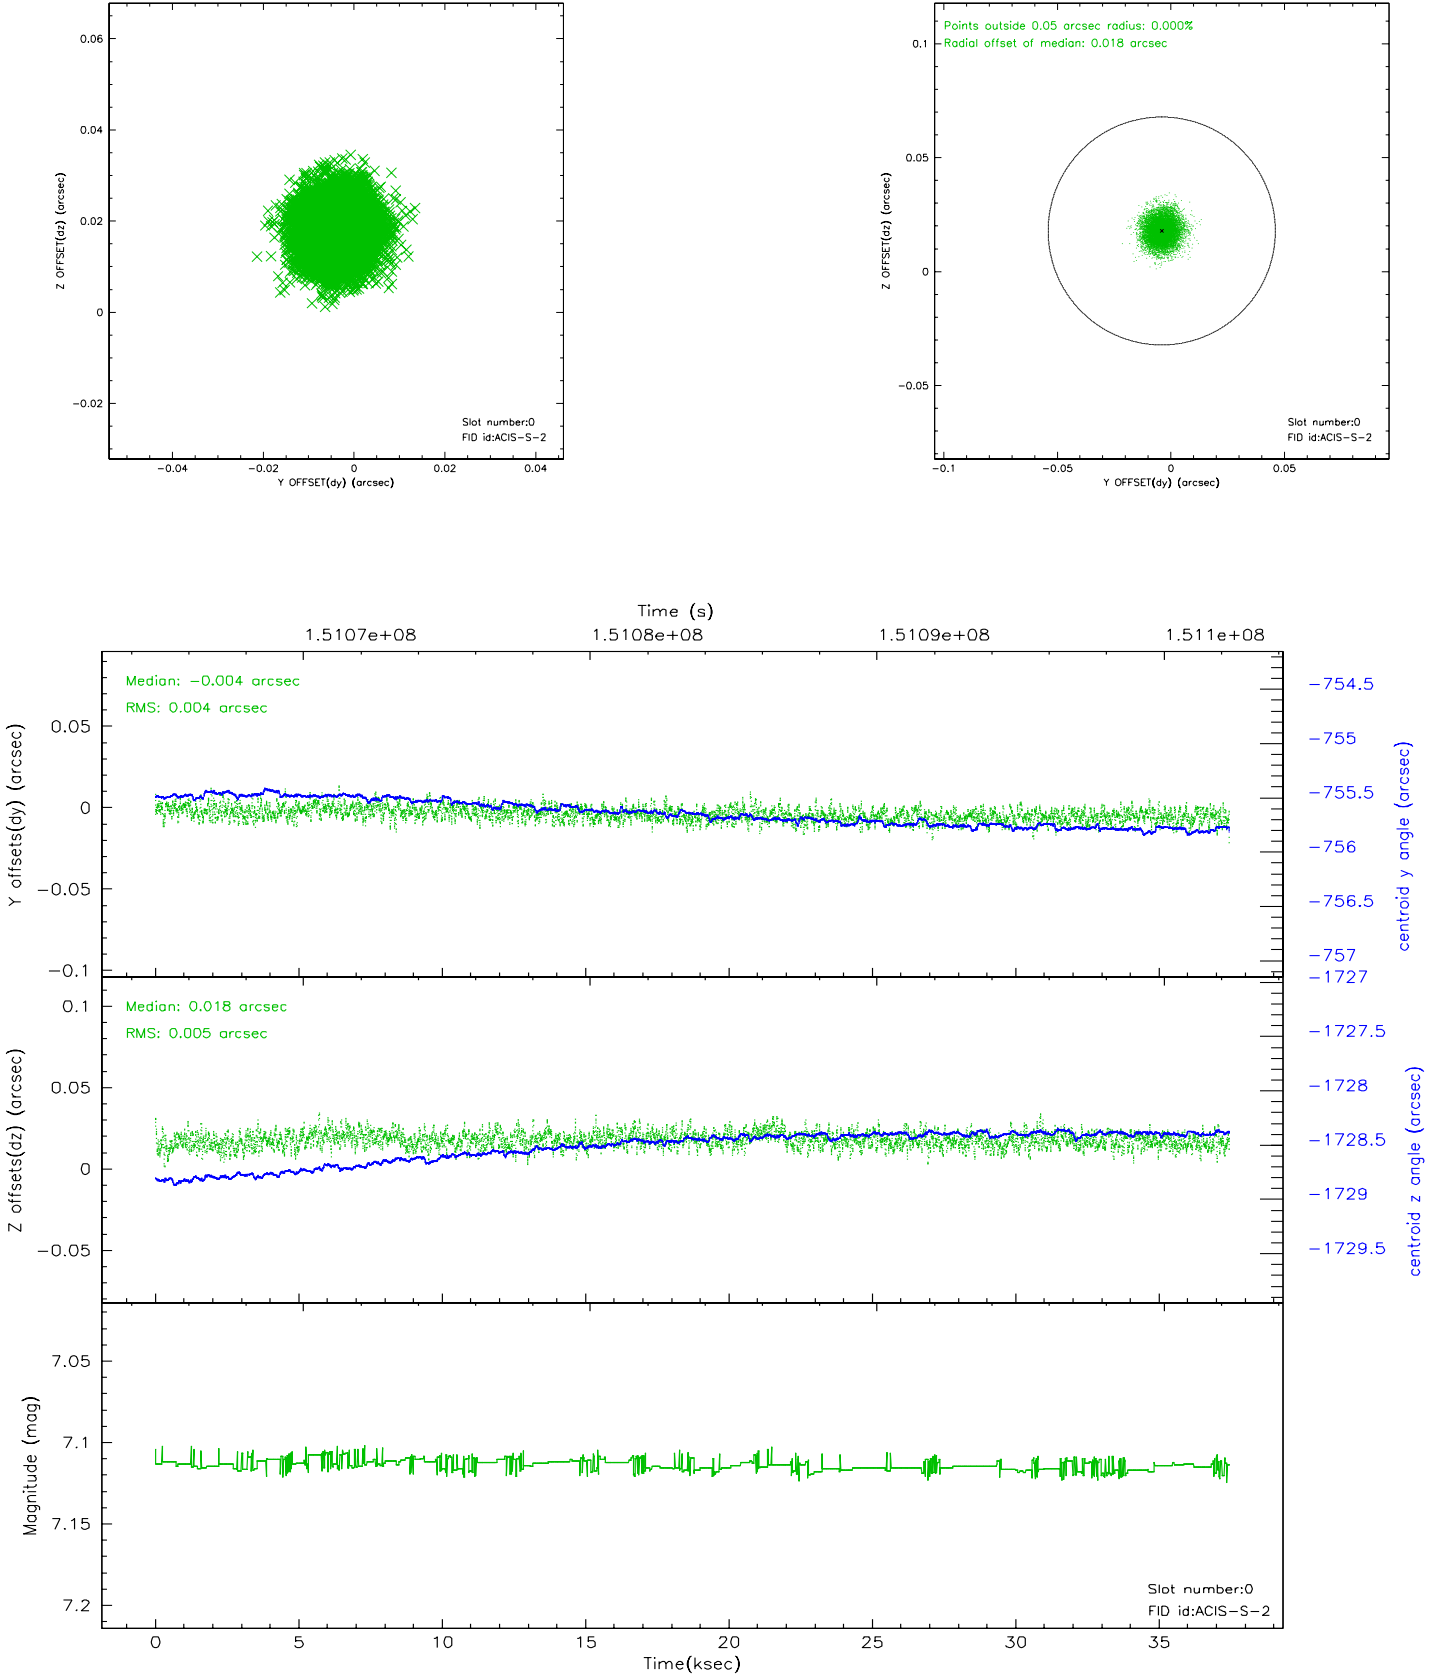 0.06
0.04
0.02
0
−0.02
Z OFFSET(dz) (arcsec)
Slot number:0
FID id:ACIS−S−2
−0.04 −0.02 0 0.02 0.04
Y OFFSET(dy) (arcsec)
Points outside 0.05 arcsec radius: 0.000%
Radial offset of median: 0.018 arcsec
0.1
0.05
0
−0.05
Z OFFSET(dz) (arcsec)
Slot number:0
FID id:ACIS−S−2
−0.1 −0.05 0 0.05
Y OFFSET(dy) (arcsec)
Time (s)
1.5107e+08 1.5108e+08 1.5109e+08 1.511e+08
Median: −0.004 arcsec
RMS: 0.004 arcsec
0.05
0
−0.05
−0.1
Y offsets(dy) (arcsec)
−754.5
−755
−755.5
−756
−756.5
−757
centroid y angle (arcsec)
Median: 0.018 arcsec
RMS: 0.005 arcsec
0.1
0.05
0
−0.05
Z offsets(dz) (arcsec)
−1727
−1727.5
−1728
−1728.5
−1729
−1729.5
centroid z angle (arcsec)
7.05
7.1
7.15
7.2
Magnitude (mag)
Slot number:0
FID id:ACIS−S−2
0 5 10 15 20 25 30 35
Time(ksec)